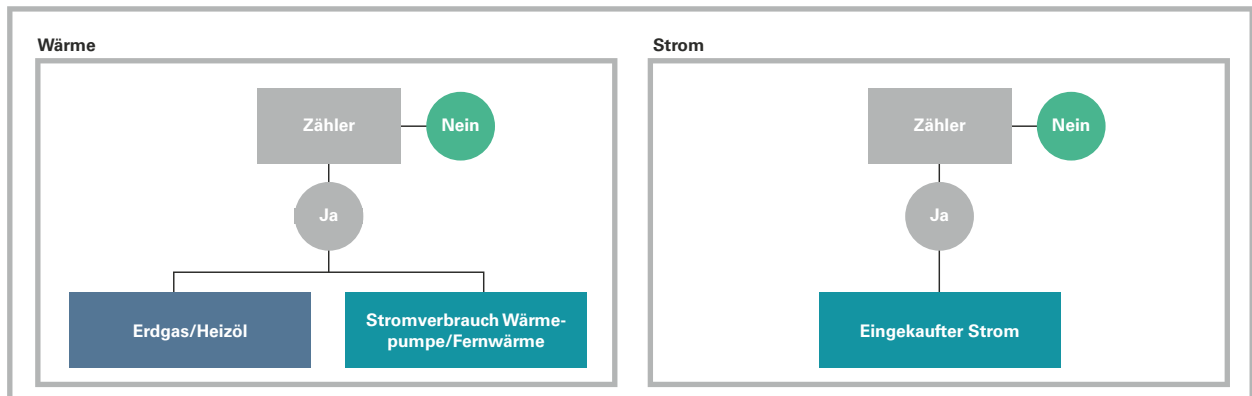 Wärme
Zähler
Nein
Ja
Erdgas/Heizöl
Stromverbrauch Wärme-
pumpe/Fernwärme
Strom
Zähler
Nein
Ja
Eingekaufter Strom